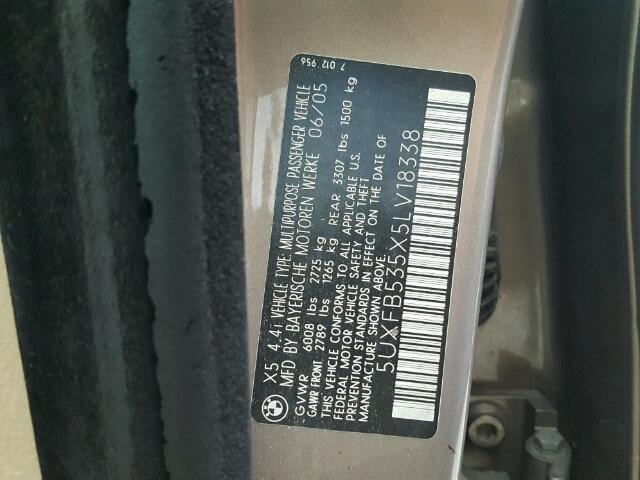 7 012 956
X5 4.4i VEHICLE TYPE: MULTIPURPOSE PASSENGER VEHICLE
MFD BY BAYERISCHE MOTOREN WERKE 06/05
GVWR 6008 lbs 2725 kg
GAWR FRONT 2789 lbs 1265 kg REAR 3307 lbs 1500 kg
THIS VEHICLE CONFORMS TO ALL APPLICABLE U.S.
FEDERAL MOTOR VEHICLE SAFETY AND THEFT
PREVENTION STANDARDS IN EFFECT ON THE DATE OF
MANUFACTURE SHOWN ABOVE.
5UXFB535X5LV18338